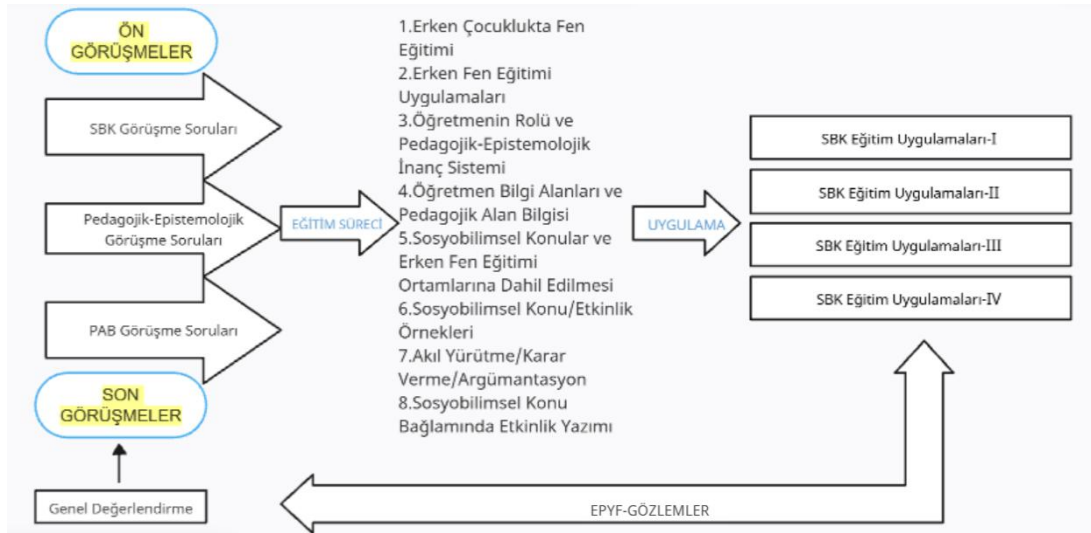 ÖN
GÖRÜŞMELER
SBK Görüşme Soruları
Pedagojik-Epistemolojik
Görüşme Soruları
PAB Görüşme Soruları
SON
GÖRÜŞMELER
Genel Değerlendirme
EĞİTİM SÜRECİ
1.Erken Çocuklukta Fen
Eğitimi
2.Erken Fen Eğitimi
Uygulamaları
3.Öğretmenin Rolü ve
Pedagojik-Epistemolojik
İnanç Sistemi
4.Öğretmen Bilgi Alanları ve
Pedagojik Alan Bilgisi
5.Sosyobilimsel Konular ve
Erken Fen Eğitimi
Ortamlarına Dahil Edilmesi
6.Sosyobilimsel Konu/Etkinlik
Örnekleri
7.Akıl Yürütme/Karar
Verme/Argümantasyon
8.Sosyobilimsel Konu
Bağlamında Etkinlik Yazımı
UYGULAMA
SBK Eğitim Uygulamaları-I
SBK Eğitim Uygulamaları-II
SBK Eğitim Uygulamaları-III
SBK Eğitim Uygulamaları-IV
EPYF-GÖZLEMLER